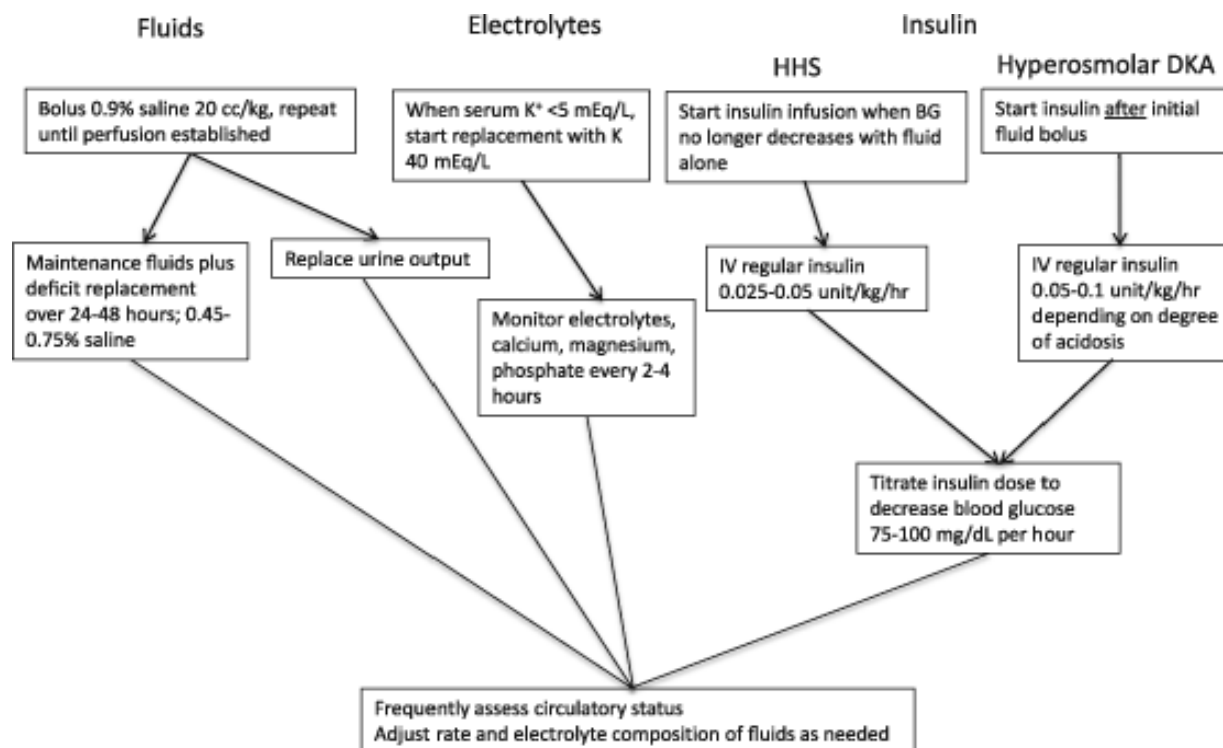 Fluids
Electrolytes
Insulin
HHS
Hyperosmolar DKA
Bolus 0.9% saline 20 cc/kg, repeat
until perfusion established
When serum K⁺ <5 mEq/L,
start replacement with K
40 mEq/L
Start insulin infusion when BG
no longer decreases with fluid
alone
Start insulin after initial
fluid bolus
Maintenance fluids plus
deficit replacement
over 24-48 hours; 0.45-
0.75% saline
Replace urine output
Monitor electrolytes,
calcium, magnesium,
phosphate every 2-4
hours
IV regular insulin
0.025-0.05 unit/kg/hr
IV regular insulin
0.05-0.1 unit/kg/hr
depending on degree
of acidosis
Titrate insulin dose to
decrease blood glucose
75-100 mg/dL per hour
Frequently assess circulatory status
Adjust rate and electrolyte composition of fluids as needed